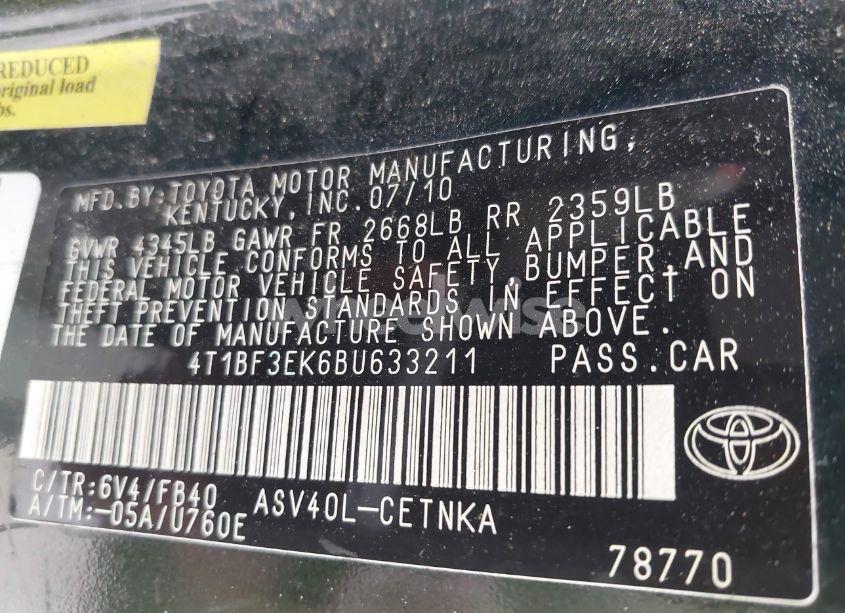 REDUCED
original load
bs.
MFD.BY:TOYOTA MOTOR MANUFACTURING,
KENTUCKY,INC.07/10
GVWR 4345LB GAWR FR 2668LB RR 2359LB
THIS VEHICLE CONFORMS TO ALL APPLICABLE
FEDERAL MOTOR VEHICLE SAFETY,BUMPER,AND
THEFT PREVENTION STANDARDS IN EFFECT ON
THE DATE OF MANUFACTURE SHOWN ABOVE.
4T1BF3EK6BU633211 PASS.CAR
C/TR:6V4/FB40
A/TM:-05A/U760E
ASV40L-CETNKA
78770